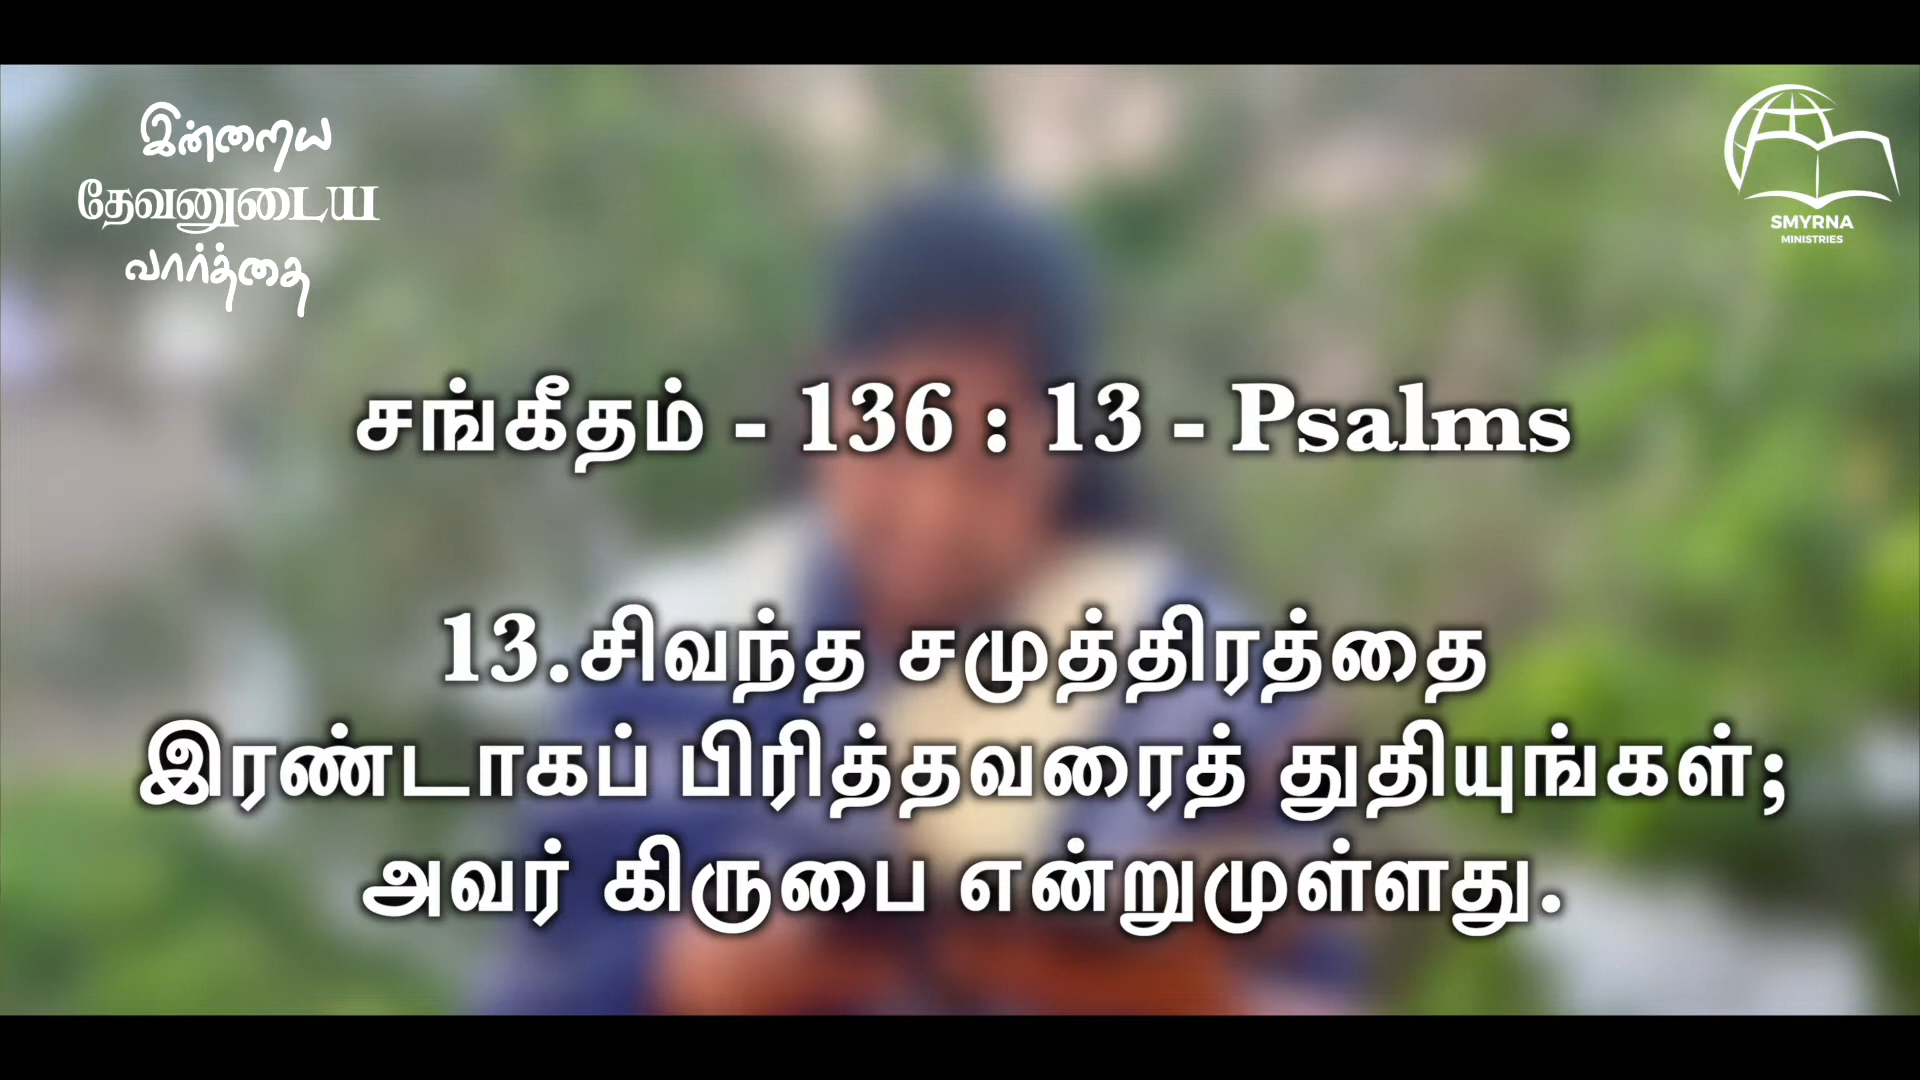 இன்றைய
தேவனுடைய
வார்த்தை
SMYRNA
MINISTRIES
சங்கீதம் - 136 : 13 - Psalms
13.சிவந்த சமுத்திரத்தை
இரண்டாகப் பிரித்தவரைத் துதியுங்கள்;
அவர் கிருபை என்றுமுள்ளது.